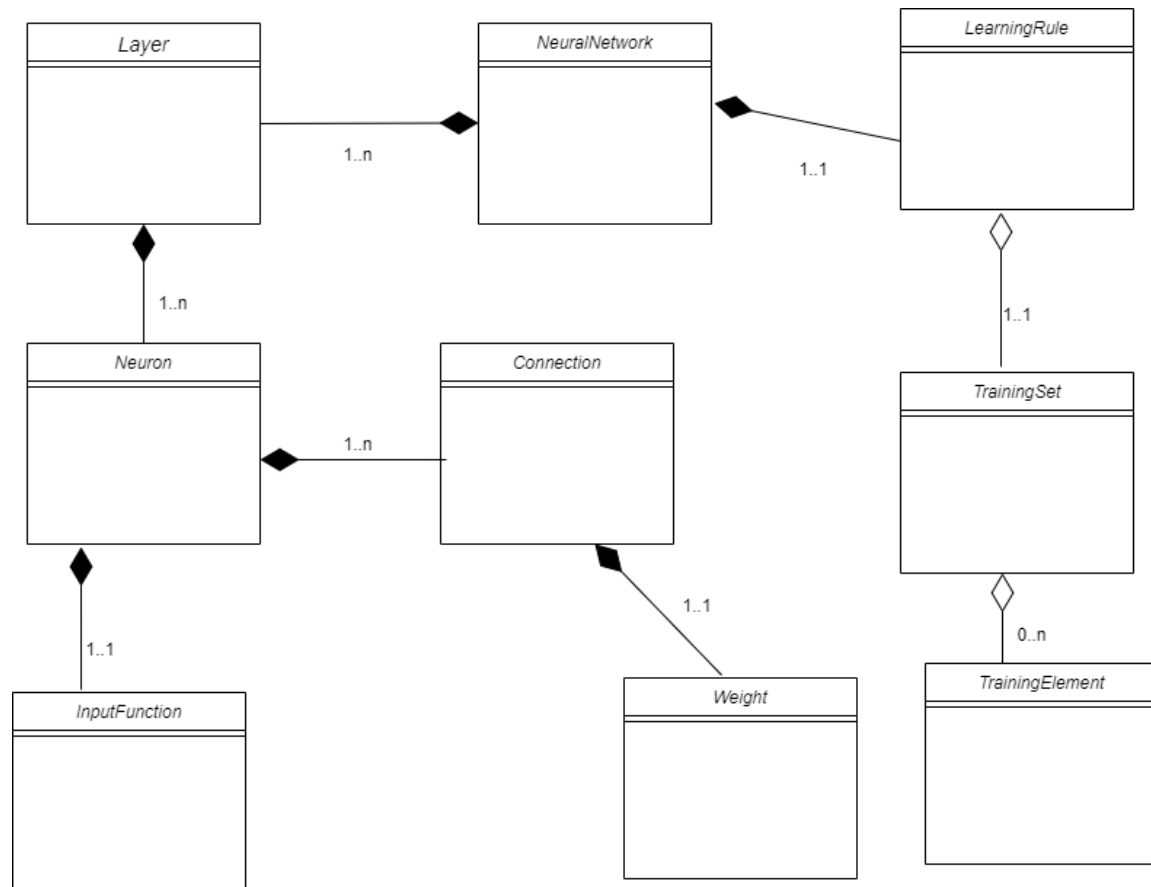 Layer
NeuralNetwork
LearningRule
1..n
1..1
1..n
1..1
Neuron
Connection
TrainingSet
1..n
1..1
1..1
0..n
InputFunction
Weight
TrainingElement